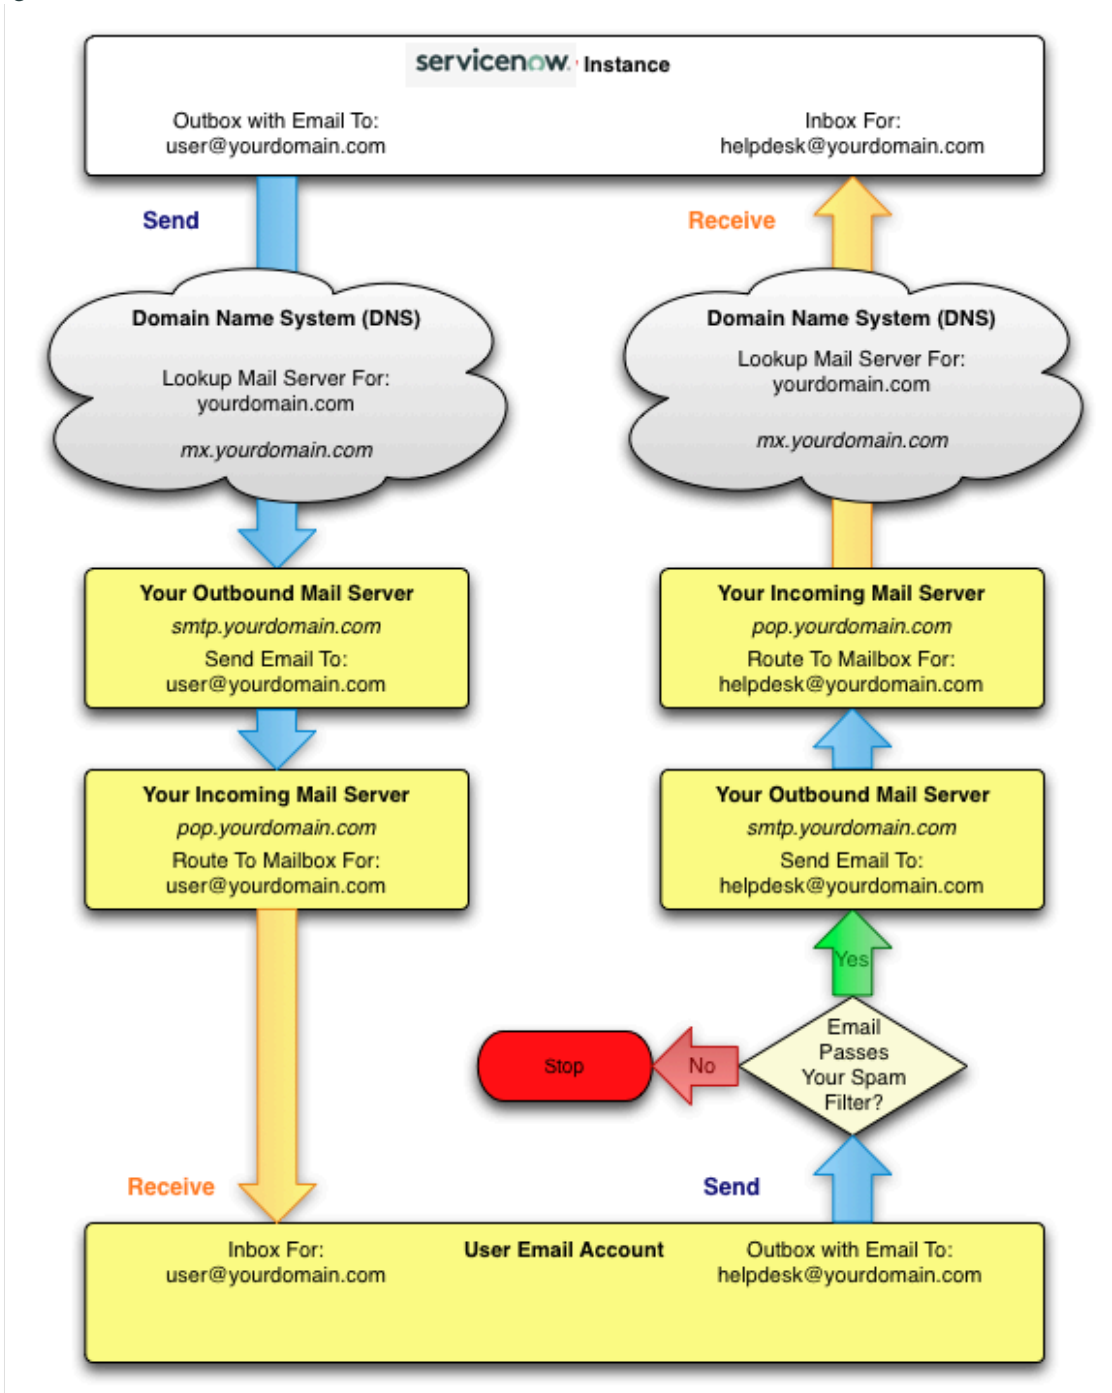 servicenow. Instance
Outbox with Email To:
user@yourdomain.com
Inbox For:
helpdesk@yourdomain.com
Send
Receive
Domain Name System (DNS)
Lookup Mail Server For:
yourdomain.com
mx.yourdomain.com
Domain Name System (DNS)
Lookup Mail Server For:
yourdomain.com
mx.yourdomain.com
Your Outbound Mail Server
smtp.yourdomain.com
Send Email To:
user@yourdomain.com
Your Incoming Mail Server
pop.yourdomain.com
Route To Mailbox For:
helpdesk@yourdomain.com
Your Incoming Mail Server
pop.yourdomain.com
Route To Mailbox For:
user@yourdomain.com
Your Outbound Mail Server
smtp.yourdomain.com
Send Email To:
helpdesk@yourdomain.com
Yes
Email
Passes
Your Spam
Filter?
No
Stop
Receive
Send
Inbox For:
user@yourdomain.com
User Email Account
Outbox with Email To:
helpdesk@yourdomain.com